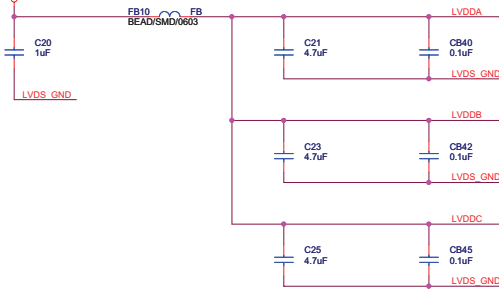 FB10 FB LVDDA
BEAD/SMD/0603
C20 C21 CB40
1uF 4.7uF 0.1uF
LVDS_GND
LVDS_GND
LVDDB
C23 CB42
4.7uF 0.1uF
LVDS_GND
LVDDC
C25 CB45
4.7uF 0.1uF
LVDS_GND